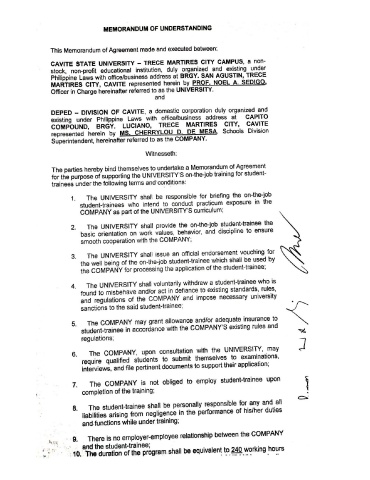 MEMORANDUM OF UNDERSTANDING
This Memorandum of Agreement made and executed between:
CAVITE STATE UNIVERSITY – TRECE MARTIRES CITY CAMPUS, a non-
stock, non-profit educational institution, duly organized and existing under
Philippine Laws with office/business address at BRGY. SAN AGUSTIN, TRECE
MARTIRES CITY, CAVITE represented herein by PROF. NOEL A. SEDIGO,
Officer in Charge hereinafter referred to as the UNIVERSITY.
and
DEPED – DIVISION OF CAVITE, a domestic corporation duly organized and
existing under Philippine Laws with office/business address at CAPITO
COMPOUND, BRGY. LUCIANO, TRECE MARTIRES CITY, CAVITE
represented herein by MS. CHERRYLOU D. DE MESA, Schools Division
Superintendent, hereinafter referred to as the COMPANY.
Witnesseth:
The parties hereby bind themselves to undertake a Memorandum of Agreement
for the purpose of supporting the UNIVERSITY'S on-the-job training for student-
trainees under the following terms and conditions:
1. The UNIVERSITY shall be responsible for briefing the on-the-job
student-trainees who intend to conduct practicum exposure in the
COMPANY as part of the UNIVERSITY'S curriculum;
2. The UNIVERSITY shall provide the on-the-job student-trainee the
basic orientation on work values, behavior, and discipline to ensure
smooth cooperation with the COMPANY;
3. The UNIVERSITY shall issue an official endorsement vouching for
the well being of the on-the-job student-trainee which shall be used by
the COMPANY for processing the application of the student-trainee;
4. The UNIVERSITY shall voluntarily withdraw a student-trainee who is
found to misbehave and/or act in defiance to existing standards, rules,
and regulations of the COMPANY and impose necessary university
sanctions to the said student-trainee;
5. The COMPANY may grant allowance and/or adequate insurance to
student-trainee in accordance with the COMPANY'S existing rules and
regulations;
6. The COMPANY, upon consultation with the UNIVERSITY, may
require qualified students to submit themselves to examinations,
interviews, and file pertinent documents to support their application;
7. The COMPANY is not obliged to employ student-trainee upon
completion of the training;
8. The student-trainee shall be personally responsible for any and all
liabilities arising from negligence in the performance of his/her duties
and functions while under training;
9. There is no employer-employee relationship between the COMPANY
and the student-trainee;
10. The duration of the program shall be equivalent to 240 working hours